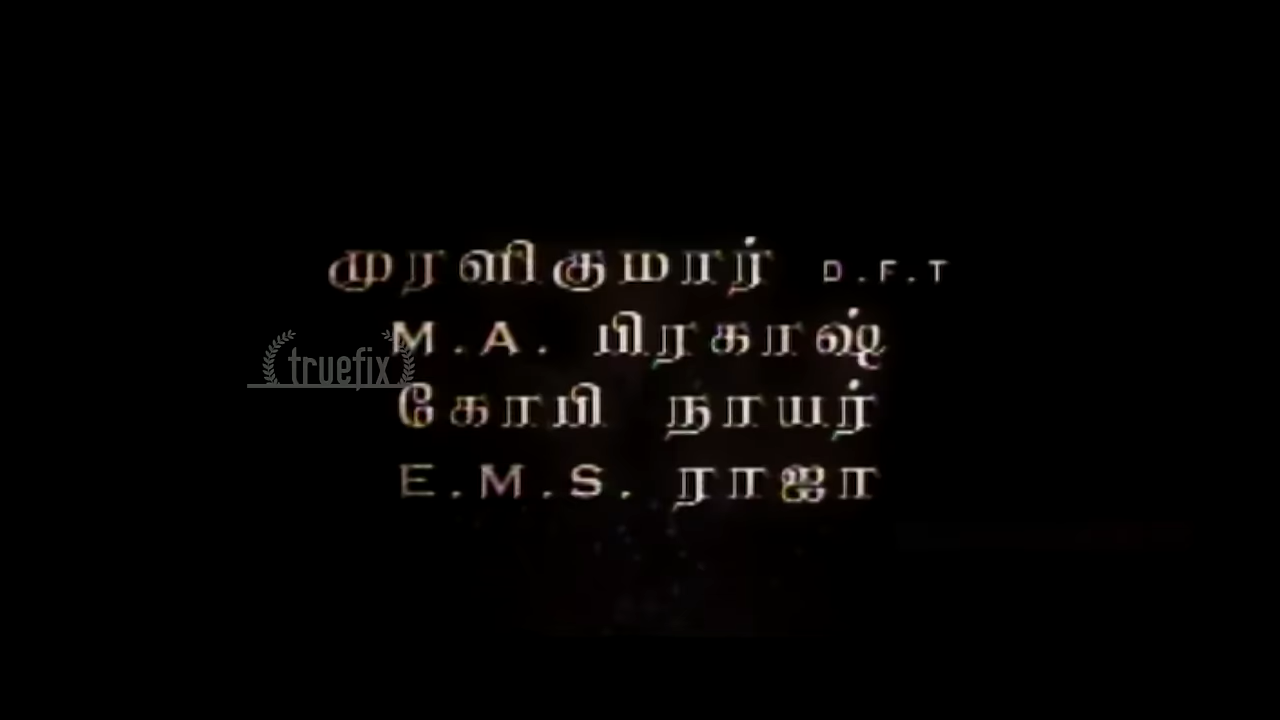 முரளிகுமார் D.F.T
M.A. பிரகாஷ்
truefix
கோபி நாயர்
E.M.S. ராஜா